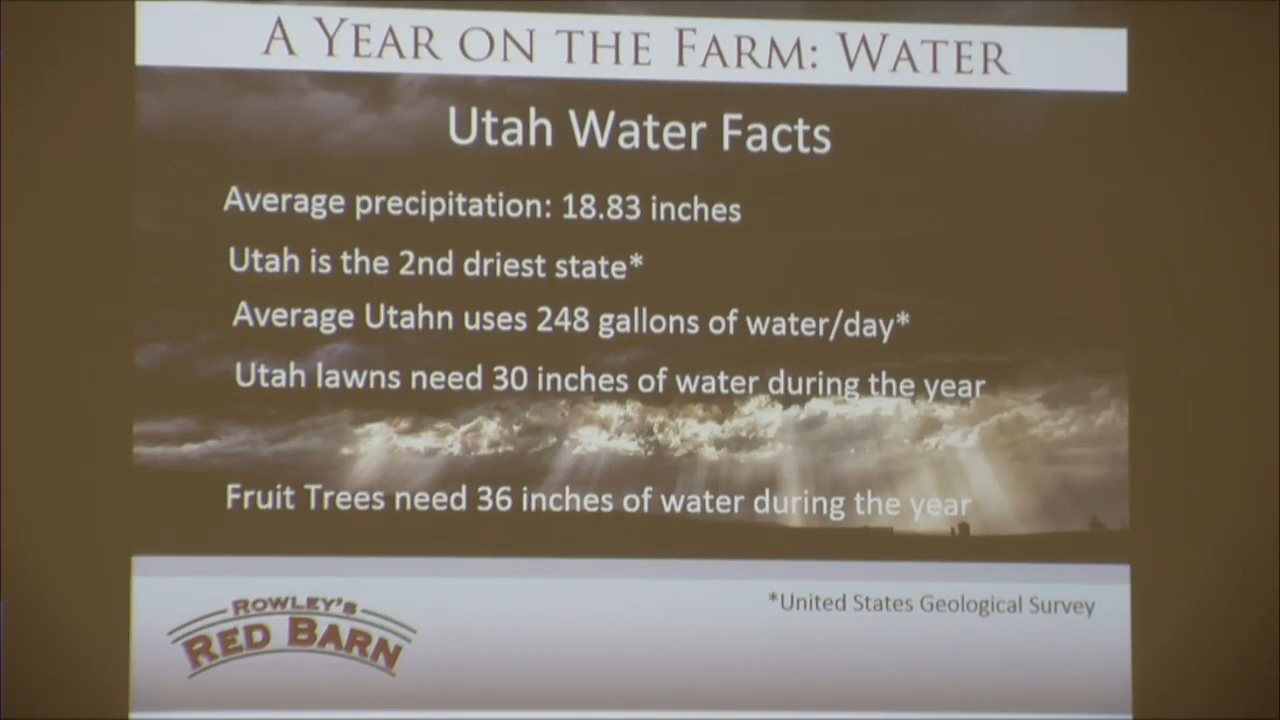 A YEAR ON THE FARM: WATER
Utah Water Facts
Average precipitation: 18.83 inches
Utah is the 2nd driest state*
Average Utahn uses 248 gallons of water/day*
Utah lawns need 30 inches of water during the year
Fruit Trees need 36 inches of water during the year
*United States Geological Survey
ROWLEY'S
RED BARN